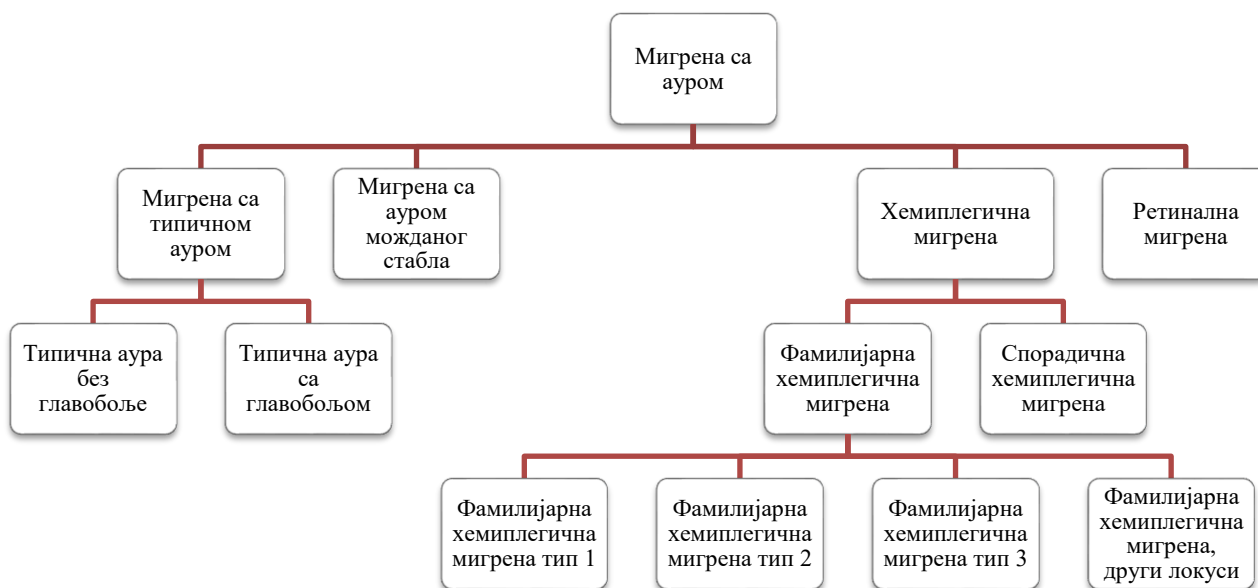 Мигрена са
ауром
Мигрена са
типичном
ауром
Мигрена са
ауром
можданог
стабла
Хемиплегична
мигрена
Ретинална
мигрена
Типична аура
без
главобоље
Типична аура
са
главобољом
Фамилијарна
хемиплегична
мигрена
Спорадична
хемиплегична
мигрена
Фамилијарна
хемиплегична
мигрена тип 1
Фамилијарна
хемиплегична
мигрена тип 2
Фамилијарна
хемиплегична
мигрена тип 3
Фамилијарна
хемиплегична
мигрена,
други локуси